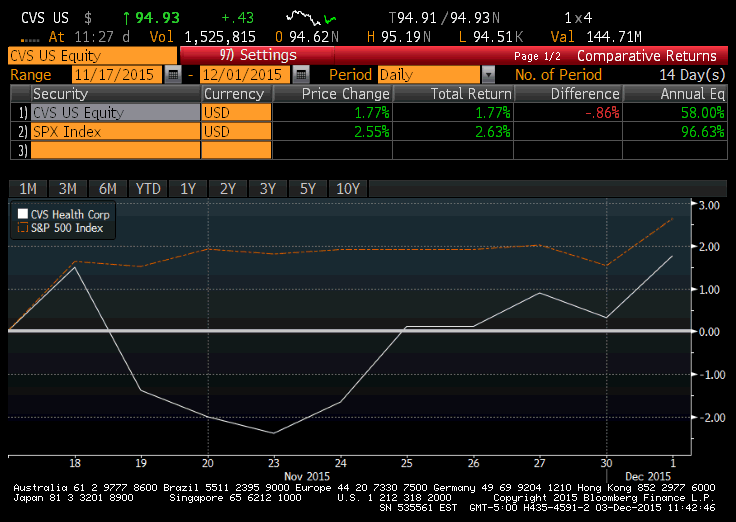 CVS US $ ↑ 94.93 +.43 T94.91 /94.93N 1x4
At 11:27 d Vol 1,525,815 O 94.62N H 95.19N L 94.51K Val 144.71M
CVS US Equity 97) Settings Page 1/2 Comparative Returns
Range 11/17/2015 - 12/01/2015 Period Daily No. of Period 14 Day(s)
Security Currency Price Change Total Return Difference Annual Eq
1) CVS US Equity USD 1.77% 1.77% -.86% 58.00%
2) SPX Index USD 2.55% 2.63% 96.63%
3)
1M 3M 6M YTD 1Y 2Y 3Y 5Y 10Y
CVS Health Corp
S&P 500 Index
3.00
2.00
1.00
0.00
-1.00
-2.00
18 19 20 23 24 25 26 27 30 1
Nov 2015 Dec 2015
Australia 61 2 9777 8600 Brazil 5511 2395 9000 Europe 44 20 7330 7500 Germany 49 69 9204 1210 Hong Kong 852 2977 6000
Japan 81 3 3201 8900 Singapore 65 6212 1000 U.S. 1 212 318 2000 Copyright 2015 Bloomberg Finance L.P.
SN 535561 EST GMT-5:00 H435-4591-2 03-Dec-2015 11:42:46